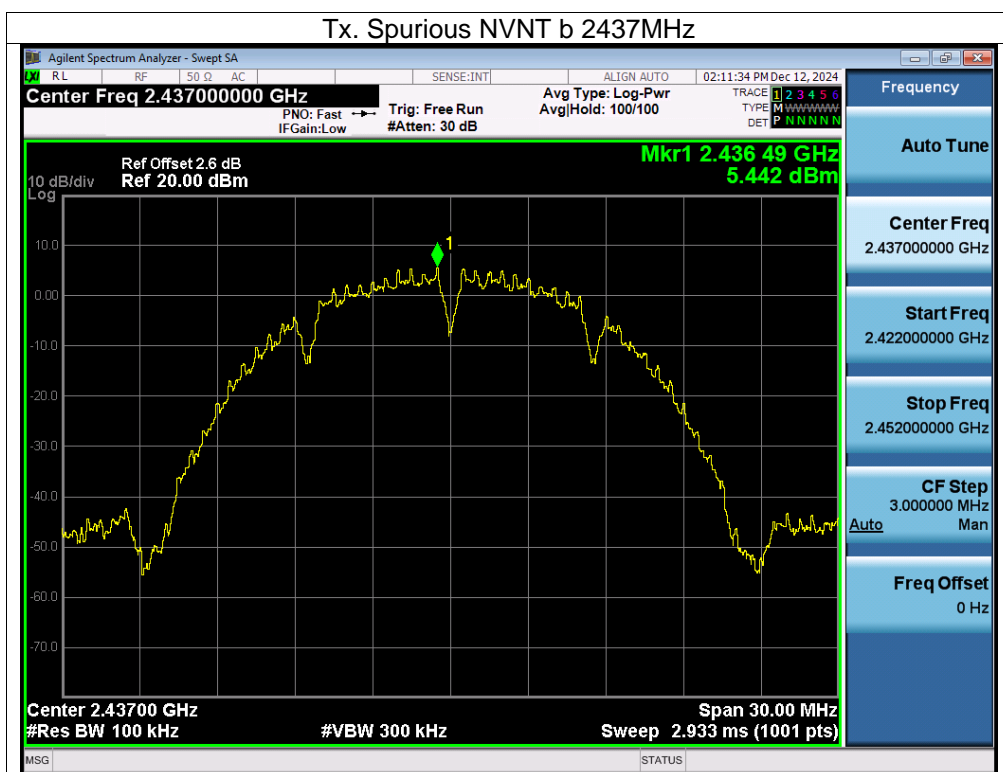 Tx. Spurious NVNT b 2437MHz
Agilent Spectrum Analyzer - Swept SA
LXI RL RF 50 Ω AC SENSE:INT ALIGN AUTO 02:11:34 PM Dec 12, 2024
Center Freq 2.437000000 GHz
PNO: Fast
IFGain:Low
Trig: Free Run
#Atten: 30 dB
Avg Type: Log-Pwr
Avg|Hold: 100/100
TRACE 1 2 3 4 5 6
TYPE M WWWWW
DET P N N N N N
Mkr1 2.436 49 GHz
5.442 dBm
Ref Offset 2.6 dB
10 dB/div Ref 20.00 dBm
Log
1
10.0
0.00
-10.0
-20.0
-30.0
-40.0
-50.0
-60.0
-70.0
Center 2.43700 GHz Span 30.00 MHz
#Res BW 100 kHz #VBW 300 kHz Sweep 2.933 ms (1001 pts)
MSG STATUS
Frequency
Auto Tune
Center Freq
2.437000000 GHz
Start Freq
2.422000000 GHz
Stop Freq
2.452000000 GHz
CF Step
3.000000 MHz
Auto Man
Freq Offset
0 Hz